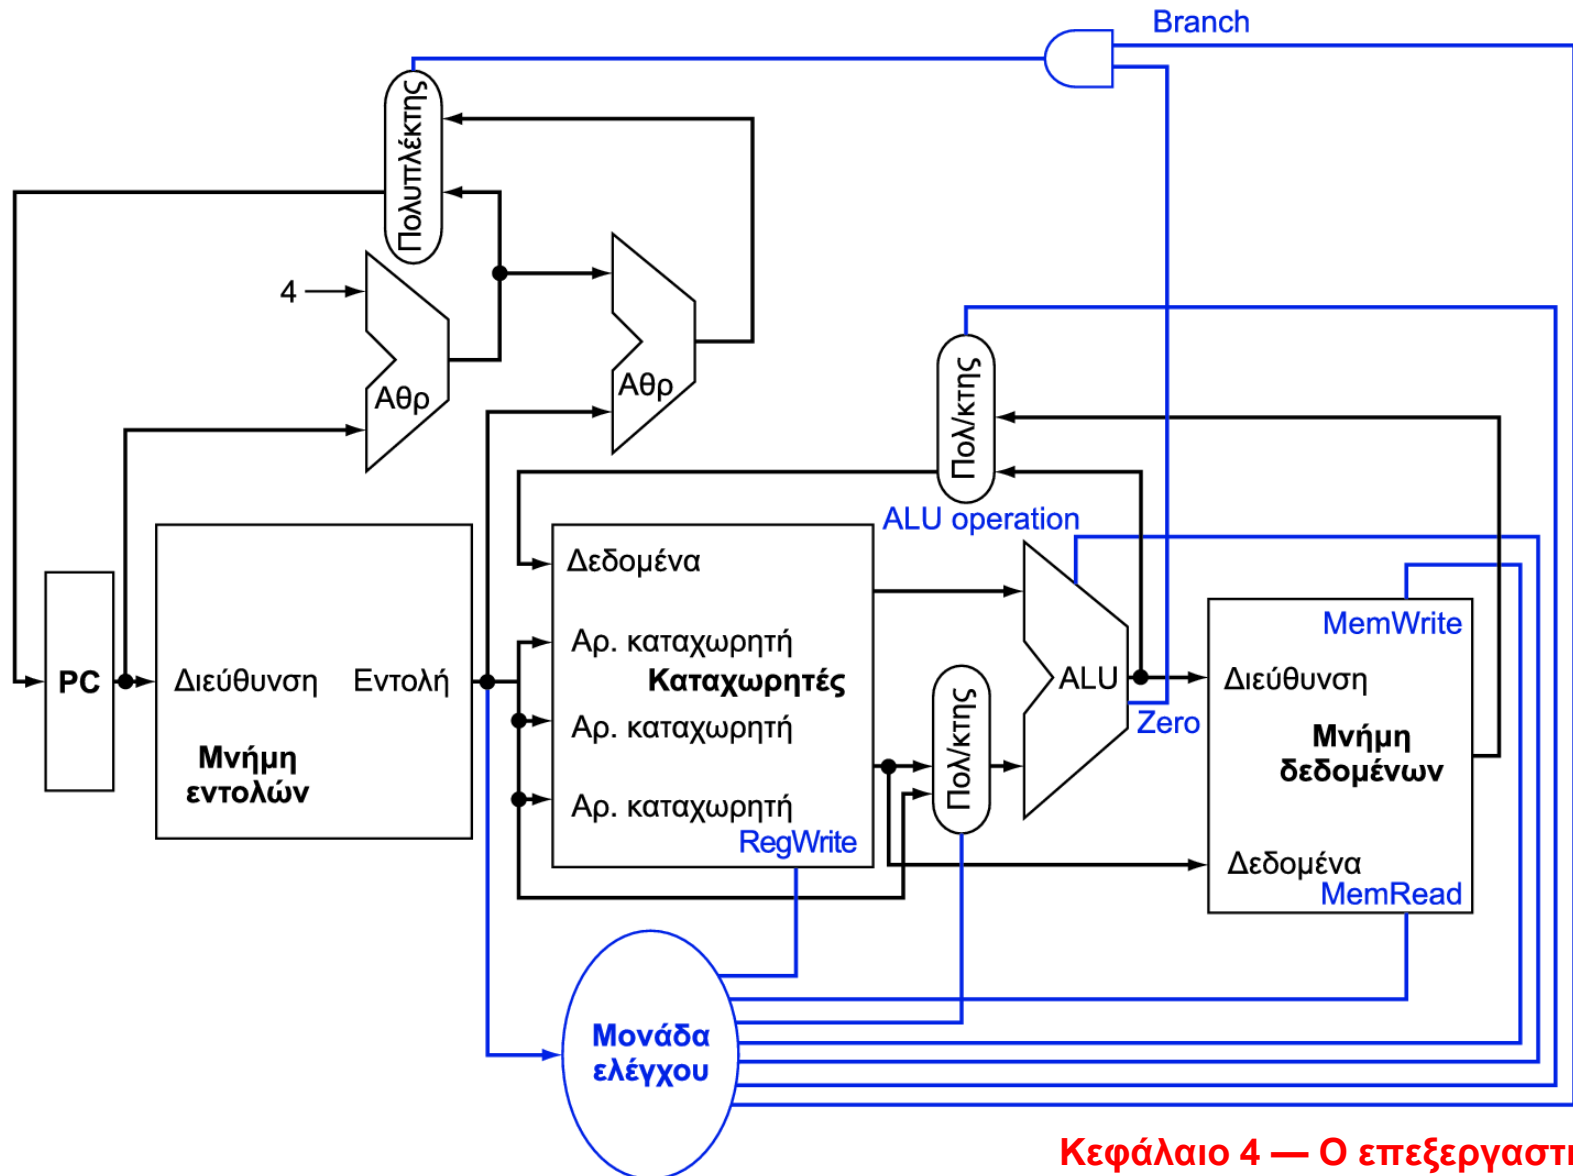 Branch
Πολυπλέκτης
4
Αθρ
Αθρ
Πολ/κτης
ALU operation
Δεδομένα
MemWrite
Αρ. καταχωρητή
PC
Διεύθυνση
Εντολή
Καταχωρητές
ALU
Διεύθυνση
Αρ. καταχωρητή
Πολ/κτης
Zero
Μνήμη
εντολών
Μνήμη
δεδομένων
Αρ. καταχωρητή
RegWrite
Δεδομένα
MemRead
Μονάδα
ελέγχου
Κεφάλαιο 4 — Ο